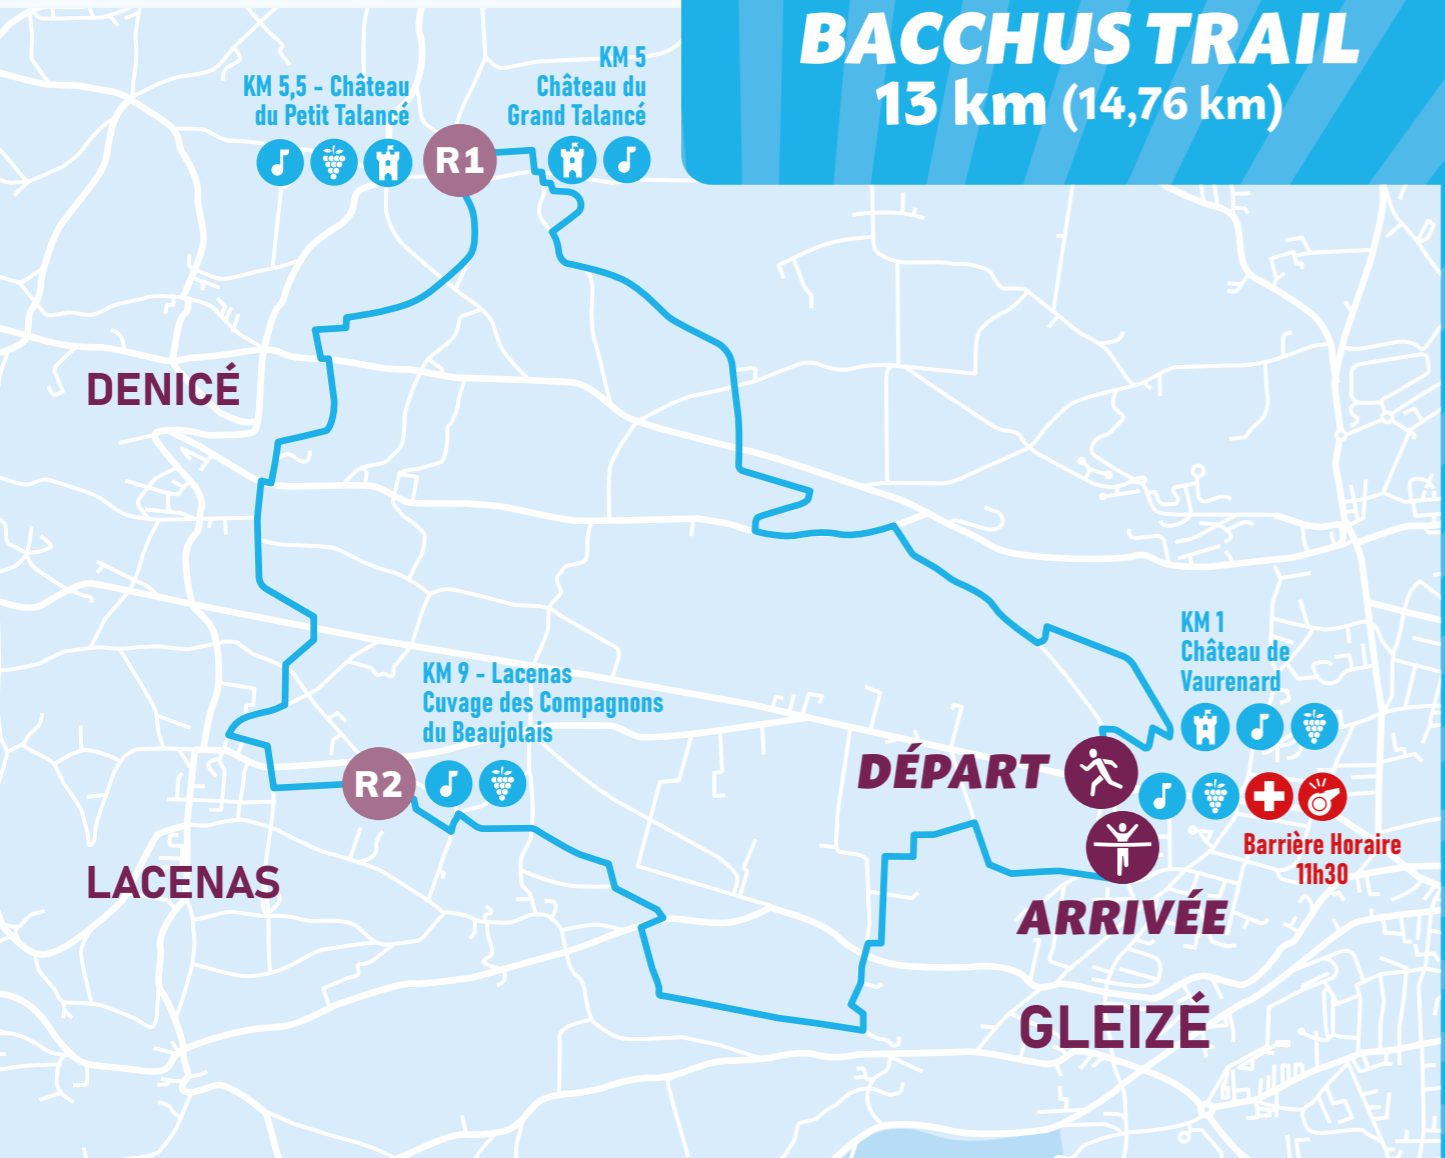 BACCHUS TRAIL
13 km (14,76 km)
KM 5
Château du
Grand Talancé
KM 5,5 - Château
du Petit Talancé
R1
DENICÉ
KM 1
Château de
Vaurenard
KM 9 - Lacenas
Cuvage des Compagnons
du Beaujolais
R2
DÉPART
Barrière Horaire
11h30
LACENAS
ARRIVÉE
GLEIZÉ